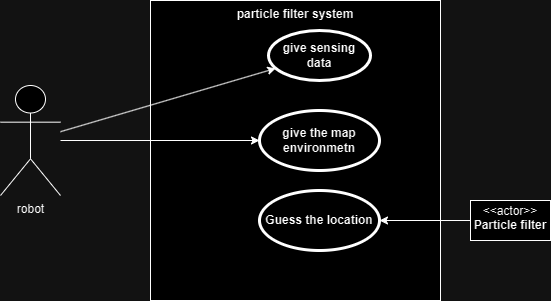 particle filter system
give sensing
data
give the map
environmetn
robot
Guess the location
<<actor>>
Particle filter